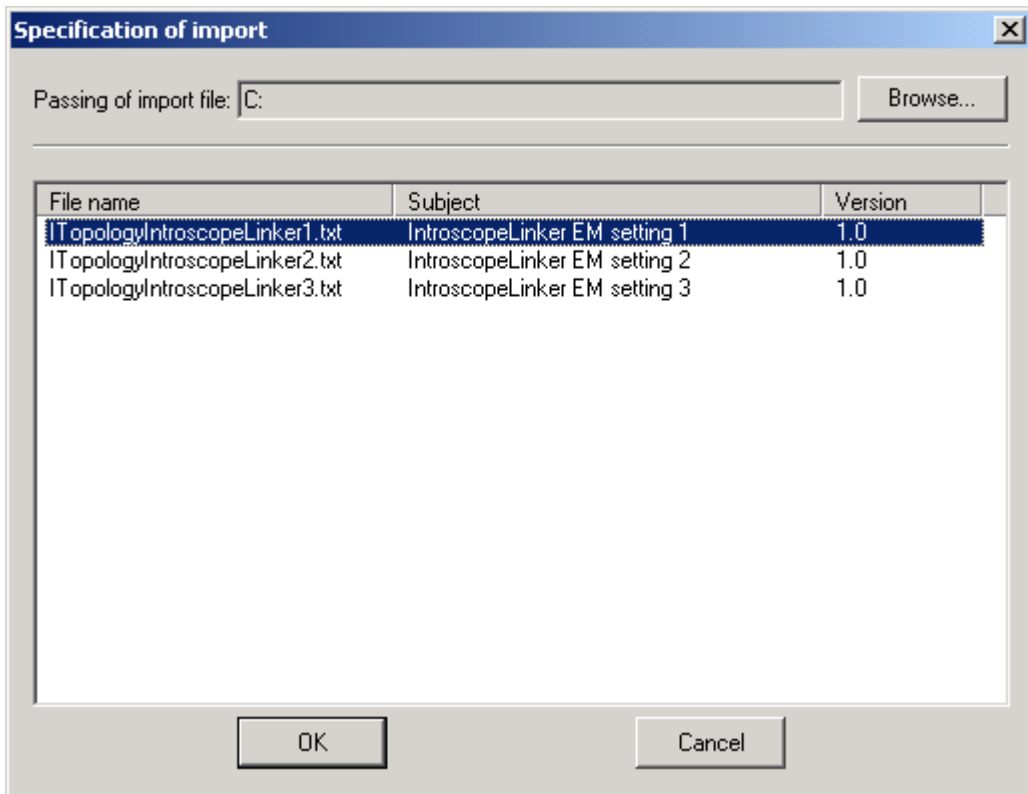 Specification of import
Passing of import file: C: Browse...
File name Subject Version
ITopologyIntroscopeLinker1.txt IntroscopeLinker EM setting 1 1.0
ITopologyIntroscopeLinker2.txt IntroscopeLinker EM setting 2 1.0
ITopologyIntroscopeLinker3.txt IntroscopeLinker EM setting 3 1.0
OK Cancel